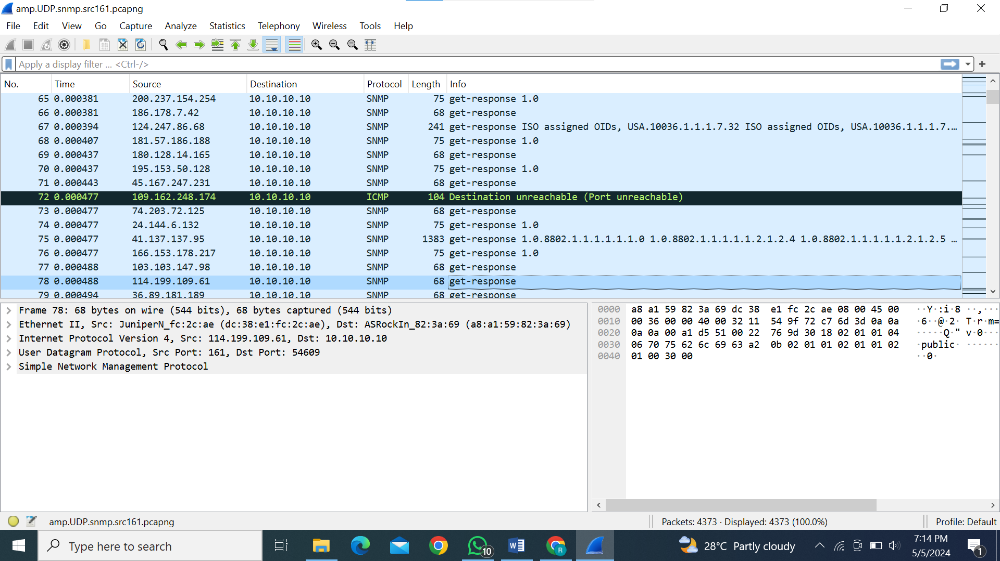 amp.UDP.snmp.src161.pcapng
File Edit View Go Capture Analyze Statistics Telephony Wireless Tools Help
Apply a display filter ... <Ctrl-/>
No. Time Source Destination Protocol Length Info
65 0.000381 200.237.154.254 10.10.10.10 SNMP 75 get-response 1.0
66 0.000381 186.178.7.42 10.10.10.10 SNMP 68 get-response
67 0.000394 124.247.86.68 10.10.10.10 SNMP 241 get-response ISO assigned OIDs, USA.10036.1.1.1.7.32 ISO assigned OIDs, USA.10036.1.1.1.7.…
68 0.000407 181.57.186.188 10.10.10.10 SNMP 75 get-response 1.0
69 0.000437 180.128.14.165 10.10.10.10 SNMP 68 get-response
70 0.000437 195.153.50.128 10.10.10.10 SNMP 75 get-response 1.0
71 0.000443 45.167.247.231 10.10.10.10 SNMP 68 get-response
72 0.000477 109.162.248.174 10.10.10.10 ICMP 104 Destination unreachable (Port unreachable)
73 0.000477 74.203.72.125 10.10.10.10 SNMP 68 get-response
74 0.000477 24.144.6.132 10.10.10.10 SNMP 75 get-response 1.0
75 0.000477 41.137.137.95 10.10.10.10 SNMP 1383 get-response 1.0.8802.1.1.1.1.1.1.0 1.0.8802.1.1.1.1.1.2.1.2.4 1.0.8802.1.1.1.1.1.2.1.2.5 …
76 0.000477 166.153.178.217 10.10.10.10 SNMP 75 get-response 1.0
77 0.000488 103.103.147.98 10.10.10.10 SNMP 68 get-response
78 0.000488 114.199.109.61 10.10.10.10 SNMP 68 get-response
79 0.000494 36.89.181.189 10.10.10.10 SNMP 68 get-response
Frame 78: 68 bytes on wire (544 bits), 68 bytes captured (544 bits)
Ethernet II, Src: JuniperN_fc:2c:ae (dc:38:e1:fc:2c:ae), Dst: ASRockIn_82:3a:69 (a8:a1:59:82:3a:69)
Internet Protocol Version 4, Src: 114.199.109.61, Dst: 10.10.10.10
User Datagram Protocol, Src Port: 161, Dst Port: 54609
Simple Network Management Protocol
0000 a8 a1 59 82 3a 69 dc 38 e1 fc 2c ae 08 00 45 00 ··Y·:i·8 ··,···
0010 00 36 00 00 40 00 32 11 54 9f 72 c7 6d 3d 0a 0a ·6··@·2· T·r·m=
0020 0a 0a 00 a1 d5 51 00 22 76 9d 30 18 02 01 01 04 ·····Q·" v·0····
0030 06 70 75 62 6c 69 63 a2 0b 02 01 01 02 01 01 02 ·public· ······
0040 01 00 30 00 ··0·
amp.UDP.snmp.src161.pcapng
Packets: 4373 · Displayed: 4373 (100.0%)
Profile: Default
Type here to search
10
W
R
28°C Partly cloudy
7:14 PM
5/5/2024
1